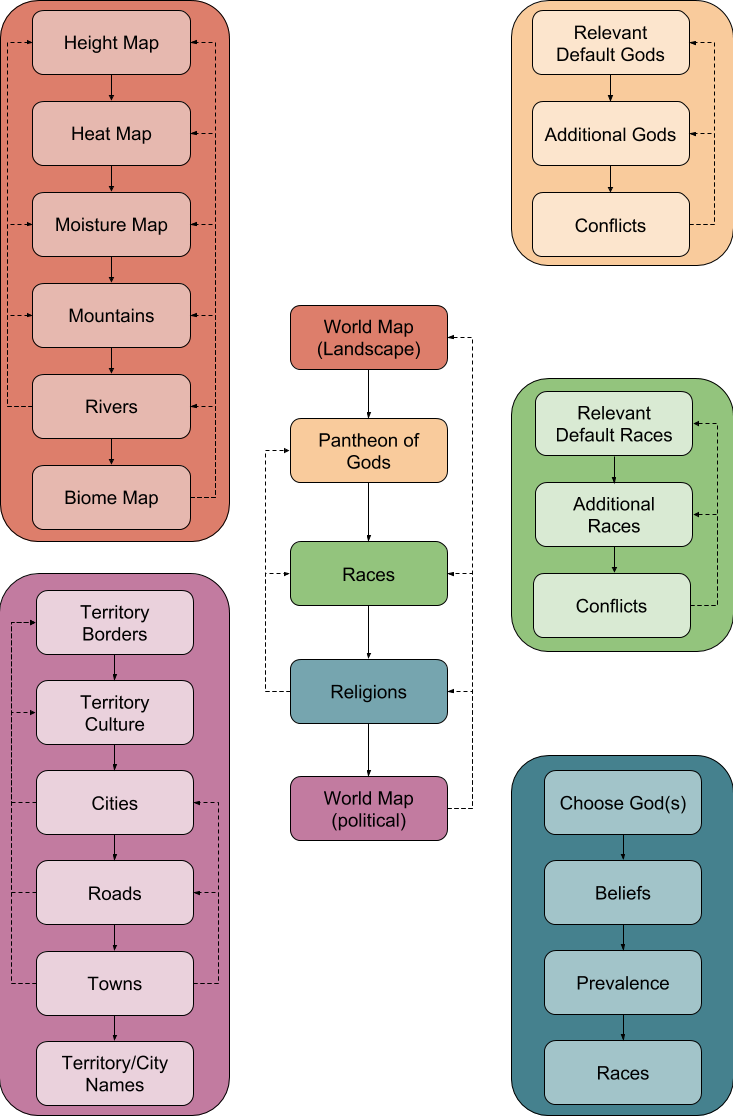 Height Map
Heat Map
Moisture Map
Mountains
Rivers
Biome Map
Territory
Borders
Territory
Culture
Cities
Roads
Towns
Territory/City
Names
World Map
(Landscape)
Pantheon of
Gods
Races
Religions
World Map
(political)
Relevant
Default Gods
Additional Gods
Conflicts
Relevant
Default Races
Additional
Races
Conflicts
Choose God(s)
Beliefs
Prevalence
Races